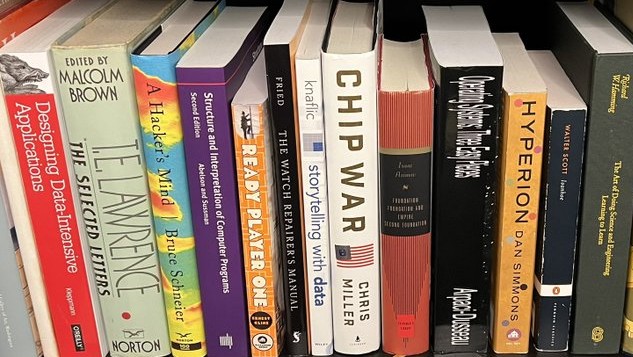 Designing Data-Intensive
Applications
Kleppmann
O'REILLY
EDITED BY
MALCOLM
BROWN
T.E. LAWRENCE
THE SELECTED LETTERS
NORTON
A Hacker's Mind
Bruce Schneier
Structure and Interpretation of Computer Programs
Second Edition
Abelson and Sussman
READY PLAYER ONE
ERNEST
CLINE
FRIED
THE WATCH REPAIRER'S MANUAL
knaflic
storytelling with data
WILEY
CHIP WAR
CHRIS
MILLER
Isaac
Asimov
FOUNDATION
FOUNDATION AND
EMPIRE
SECOND FOUNDATION
Operating Systems: Three Easy Pieces
Arpaci-Dusseau
HYPERION
DAN SIMMONS
WALTER SCOTT
Ivanhoe
Richard
W. Hamming
The Art of Doing Science and Engineering
Learning to Learn